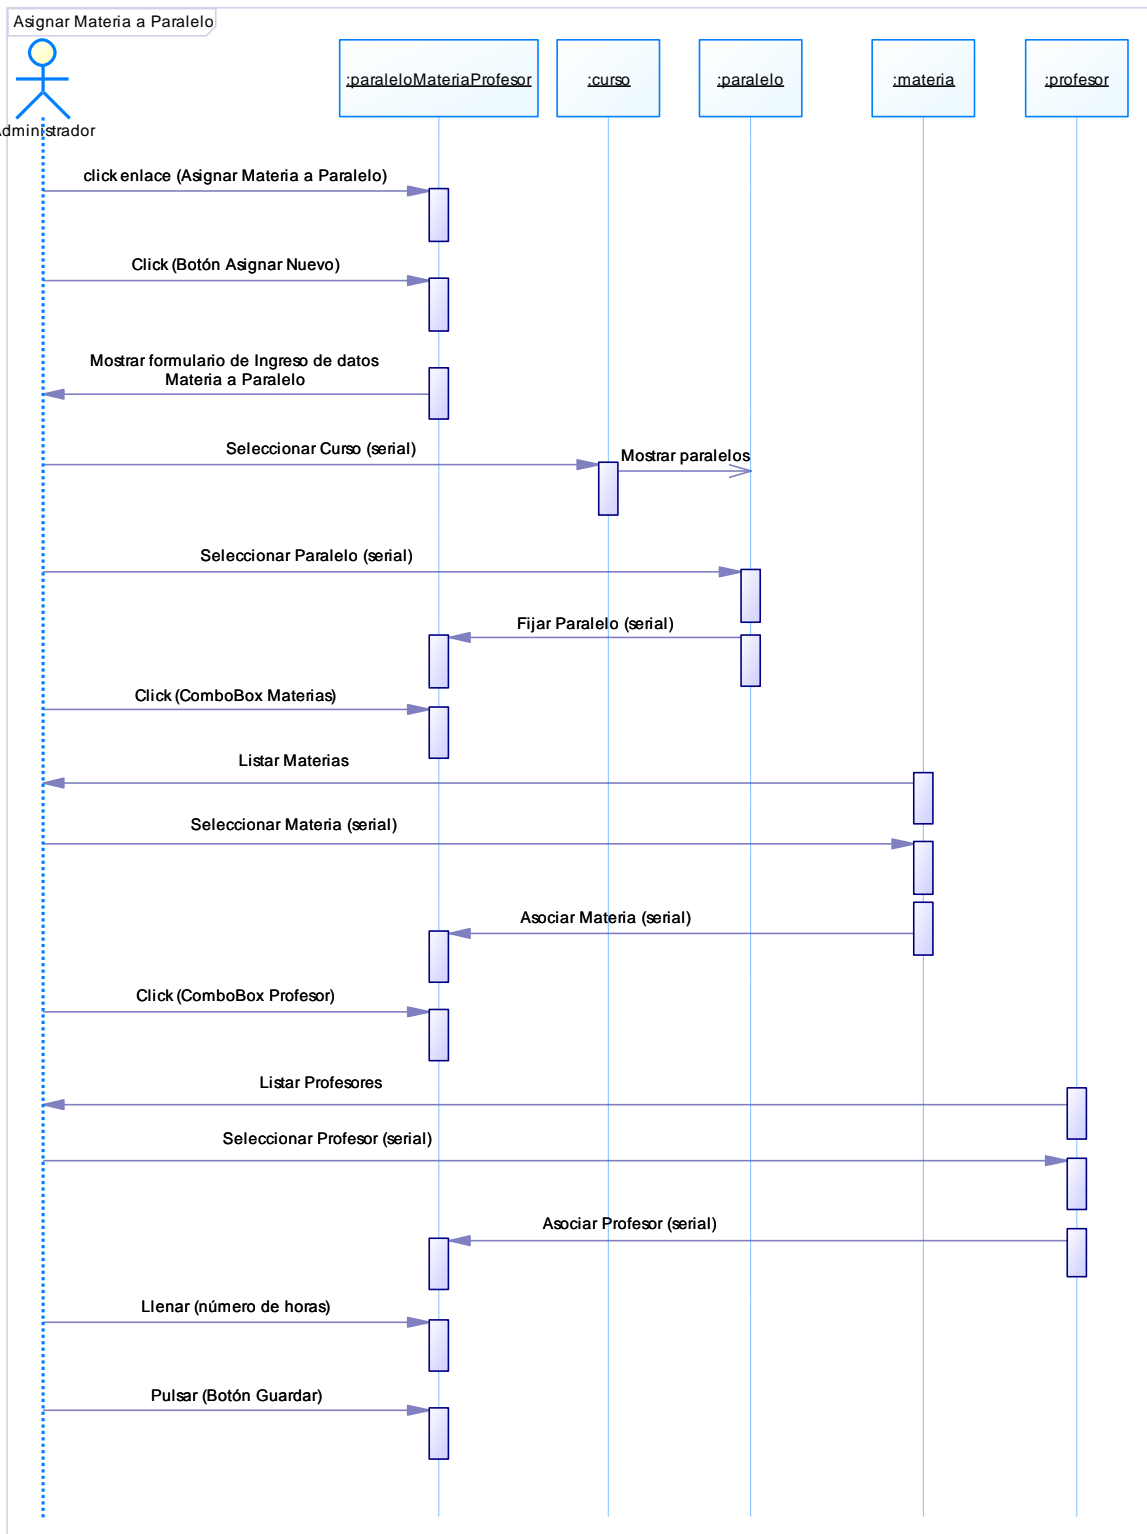 Asignar Materia a Paralelo
:paraleloMateriaProfesor
:curso
:paralelo
:materia
:profesor
Administrador
click enlace (Asignar Materia a Paralelo)
Click (Botón Asignar Nuevo)
Mostrar formulario de Ingreso de datos
Materia a Paralelo
Seleccionar Curso (serial)
Mostrar paralelos
Seleccionar Paralelo (serial)
Fijar Paralelo (serial)
Click (ComboBox Materias)
Listar Materias
Seleccionar Materia (serial)
Asociar Materia (serial)
Click (ComboBox Profesor)
Listar Profesores
Seleccionar Profesor (serial)
Asociar Profesor (serial)
Llenar (número de horas)
Pulsar (Botón Guardar)